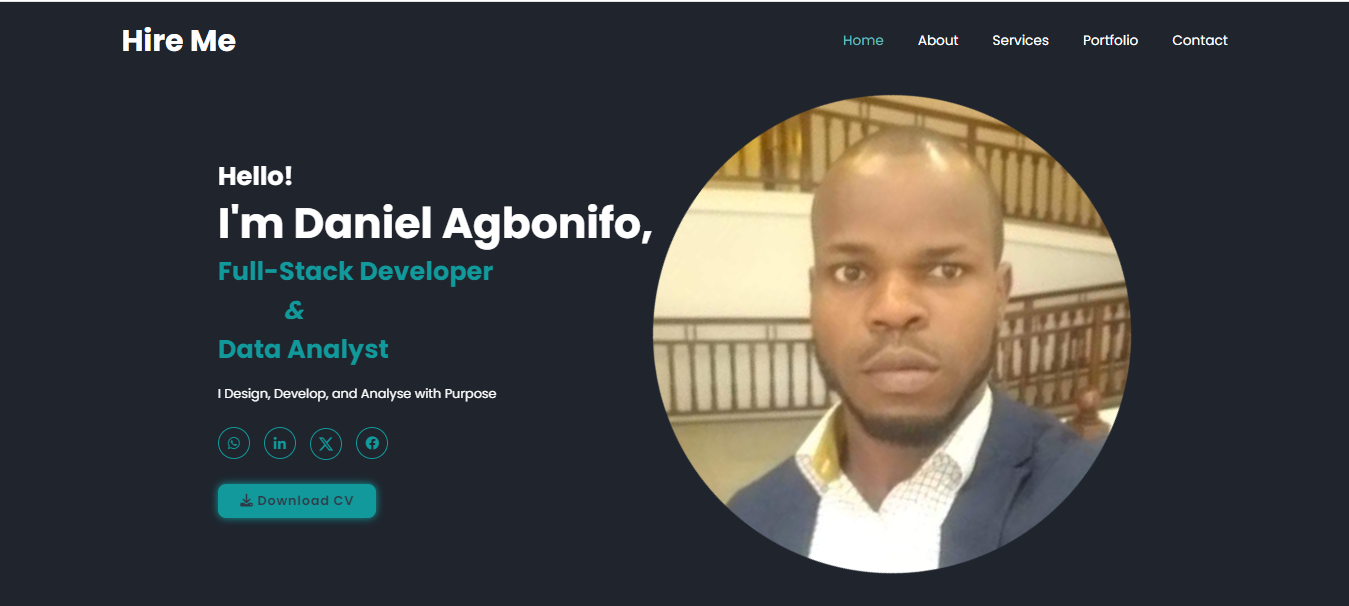 Hire Me
Home About Services Portfolio Contact
Hello!
I'm Daniel Agbonifo,
Full-Stack Developer
&
Data Analyst
I Design, Develop, and Analyse with Purpose
in X f
Download CV